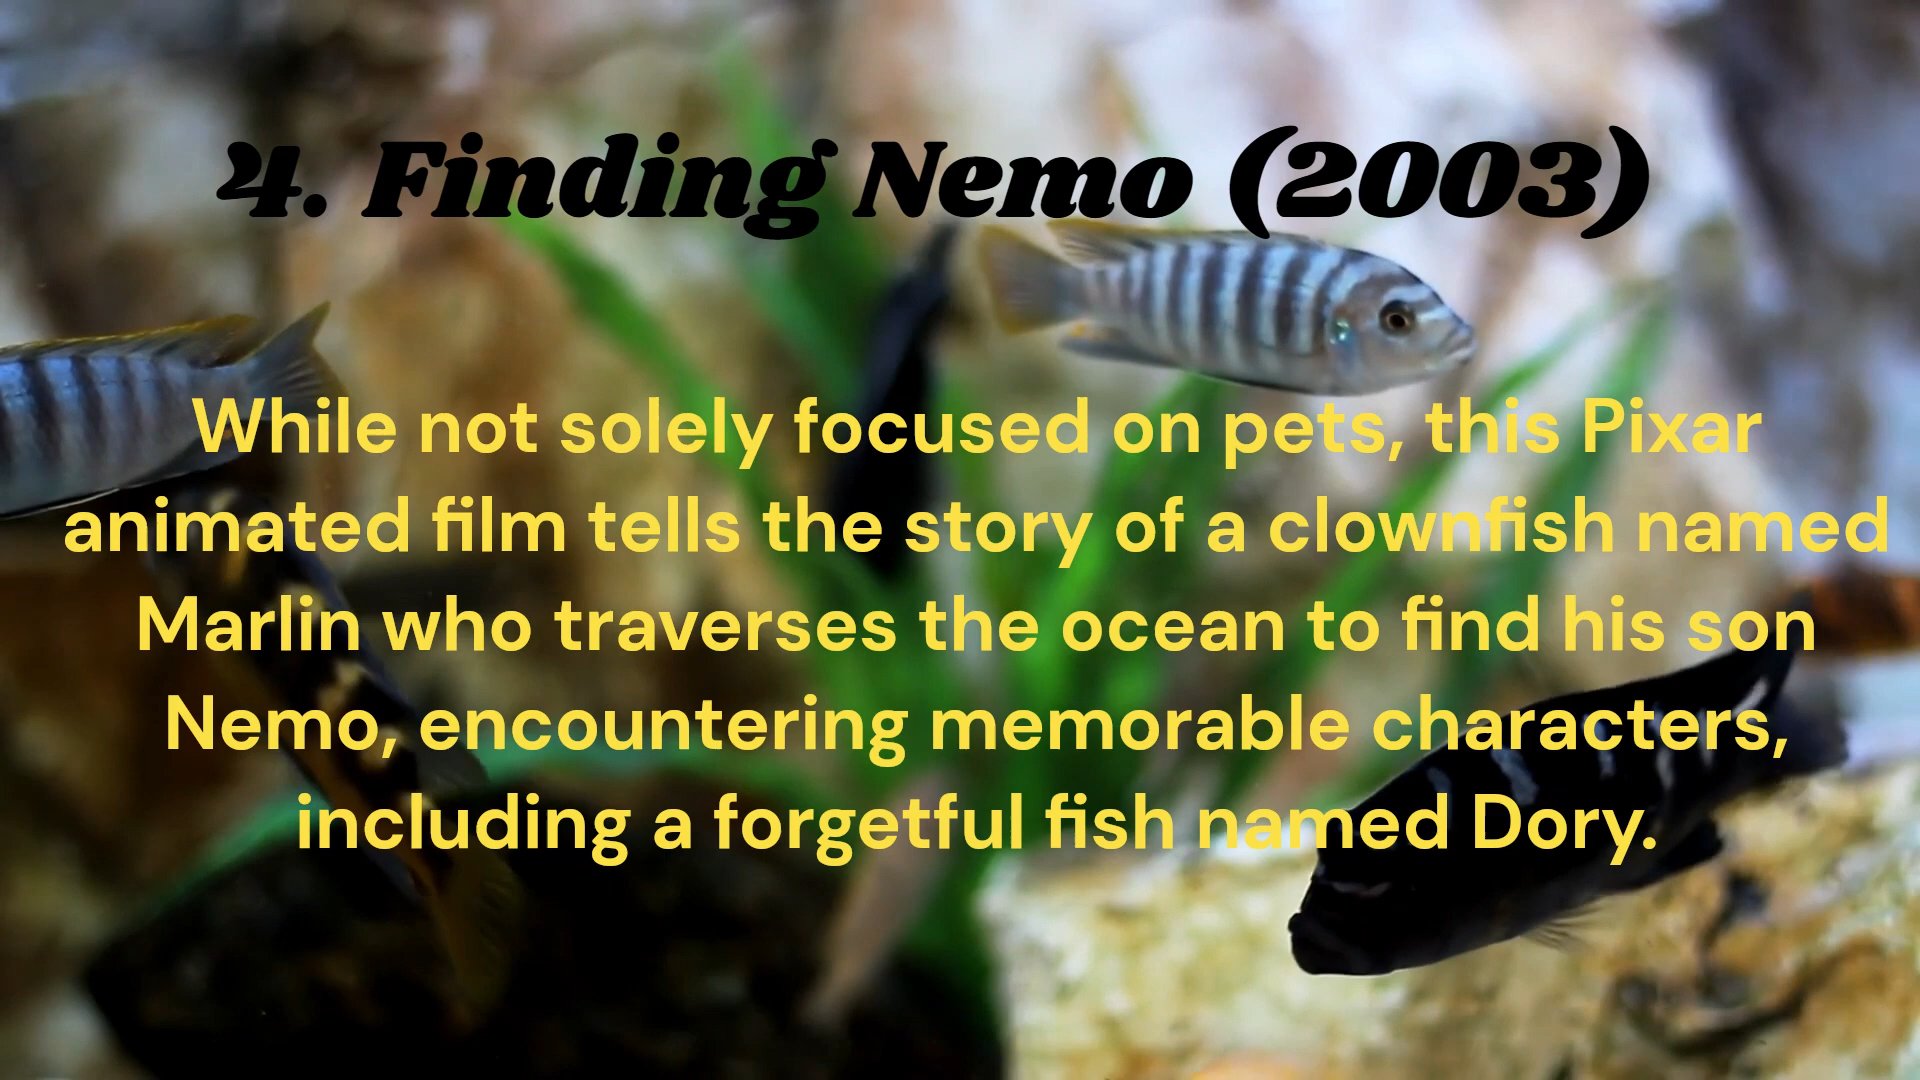 4. Finding Nemo (2003)
While not solely focused on pets, this Pixar
animated film tells the story of a clownfish named
Marlin who traverses the ocean to find his son
Nemo, encountering memorable characters,
including a forgetful fish named Dory.